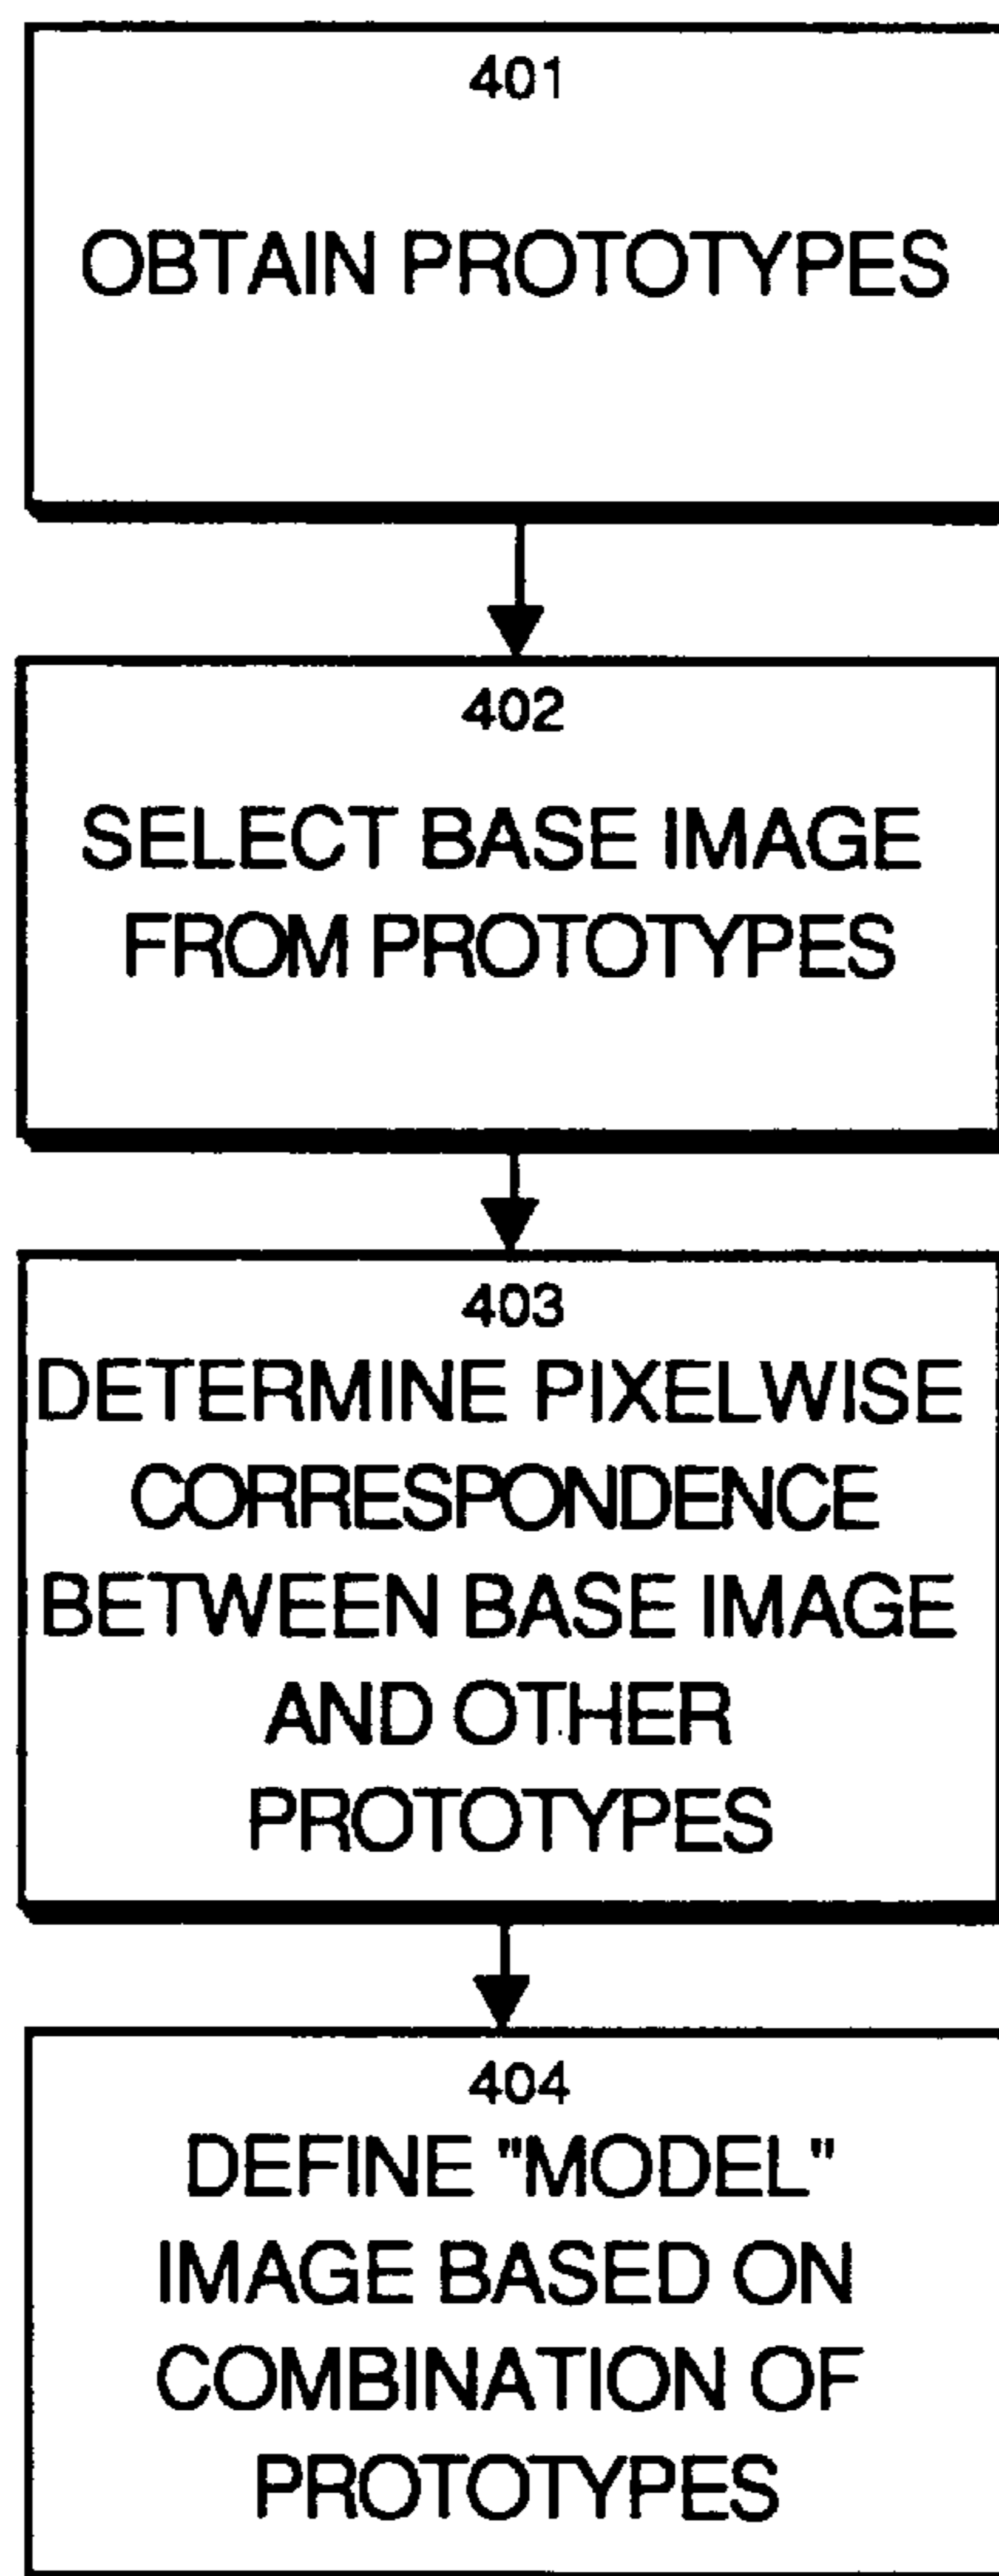 401
OBTAIN PROTOTYPES
402
SELECT BASE IMAGE
FROM PROTOTYPES
403
DETERMINE PIXELWISE
CORRESPONDENCE
BETWEEN BASE IMAGE
AND OTHER
PROTOTYPES
404
DEFINE "MODEL"
IMAGE BASED ON
COMBINATION OF
PROTOTYPES